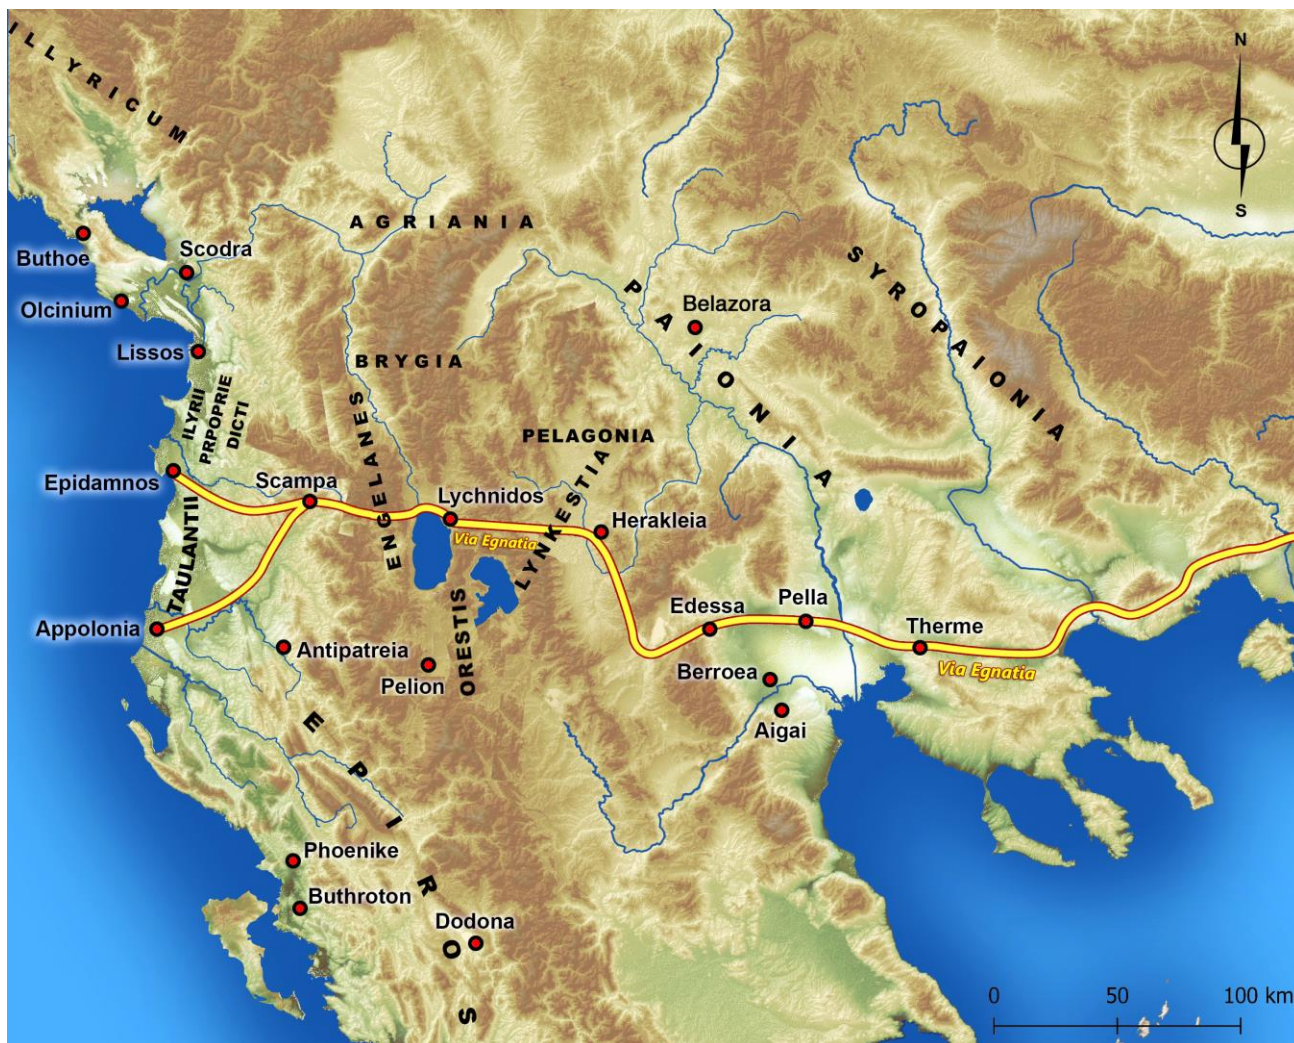 ILLYRICUM
N
S
AGRIANIA
Buthoe
Scodra
SYROPAIONIA
Olcinium
PAIONIA
Belazora
Lissos
BRYGIA
ILYRII
PRPOPRIE
DICTI
ENGELANES
PELAGONIA
LYNKESTIA
Epidamnos
Scampa
Lychnidos
Via Egnatia
Herakleia
TAULANTII
ORESTIS
Edessa
Pella
Appolonia
Therme
Via Egnatia
Antipatreia
Pelion
Berroea
Aigai
EPIROS
Phoenike
Buthroton
Dodona
0 50 100 km